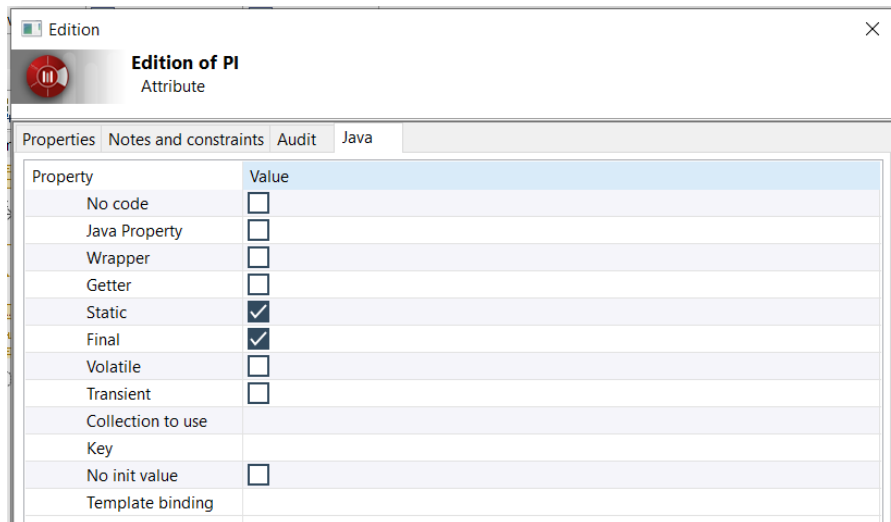 Edition
Edition of PI
Attribute
Properties Notes and constraints Audit Java
Property Value
No code
Java Property
Wrapper
Getter
Static
Final
Volatile
Transient
Collection to use
Key
No init value
Template binding